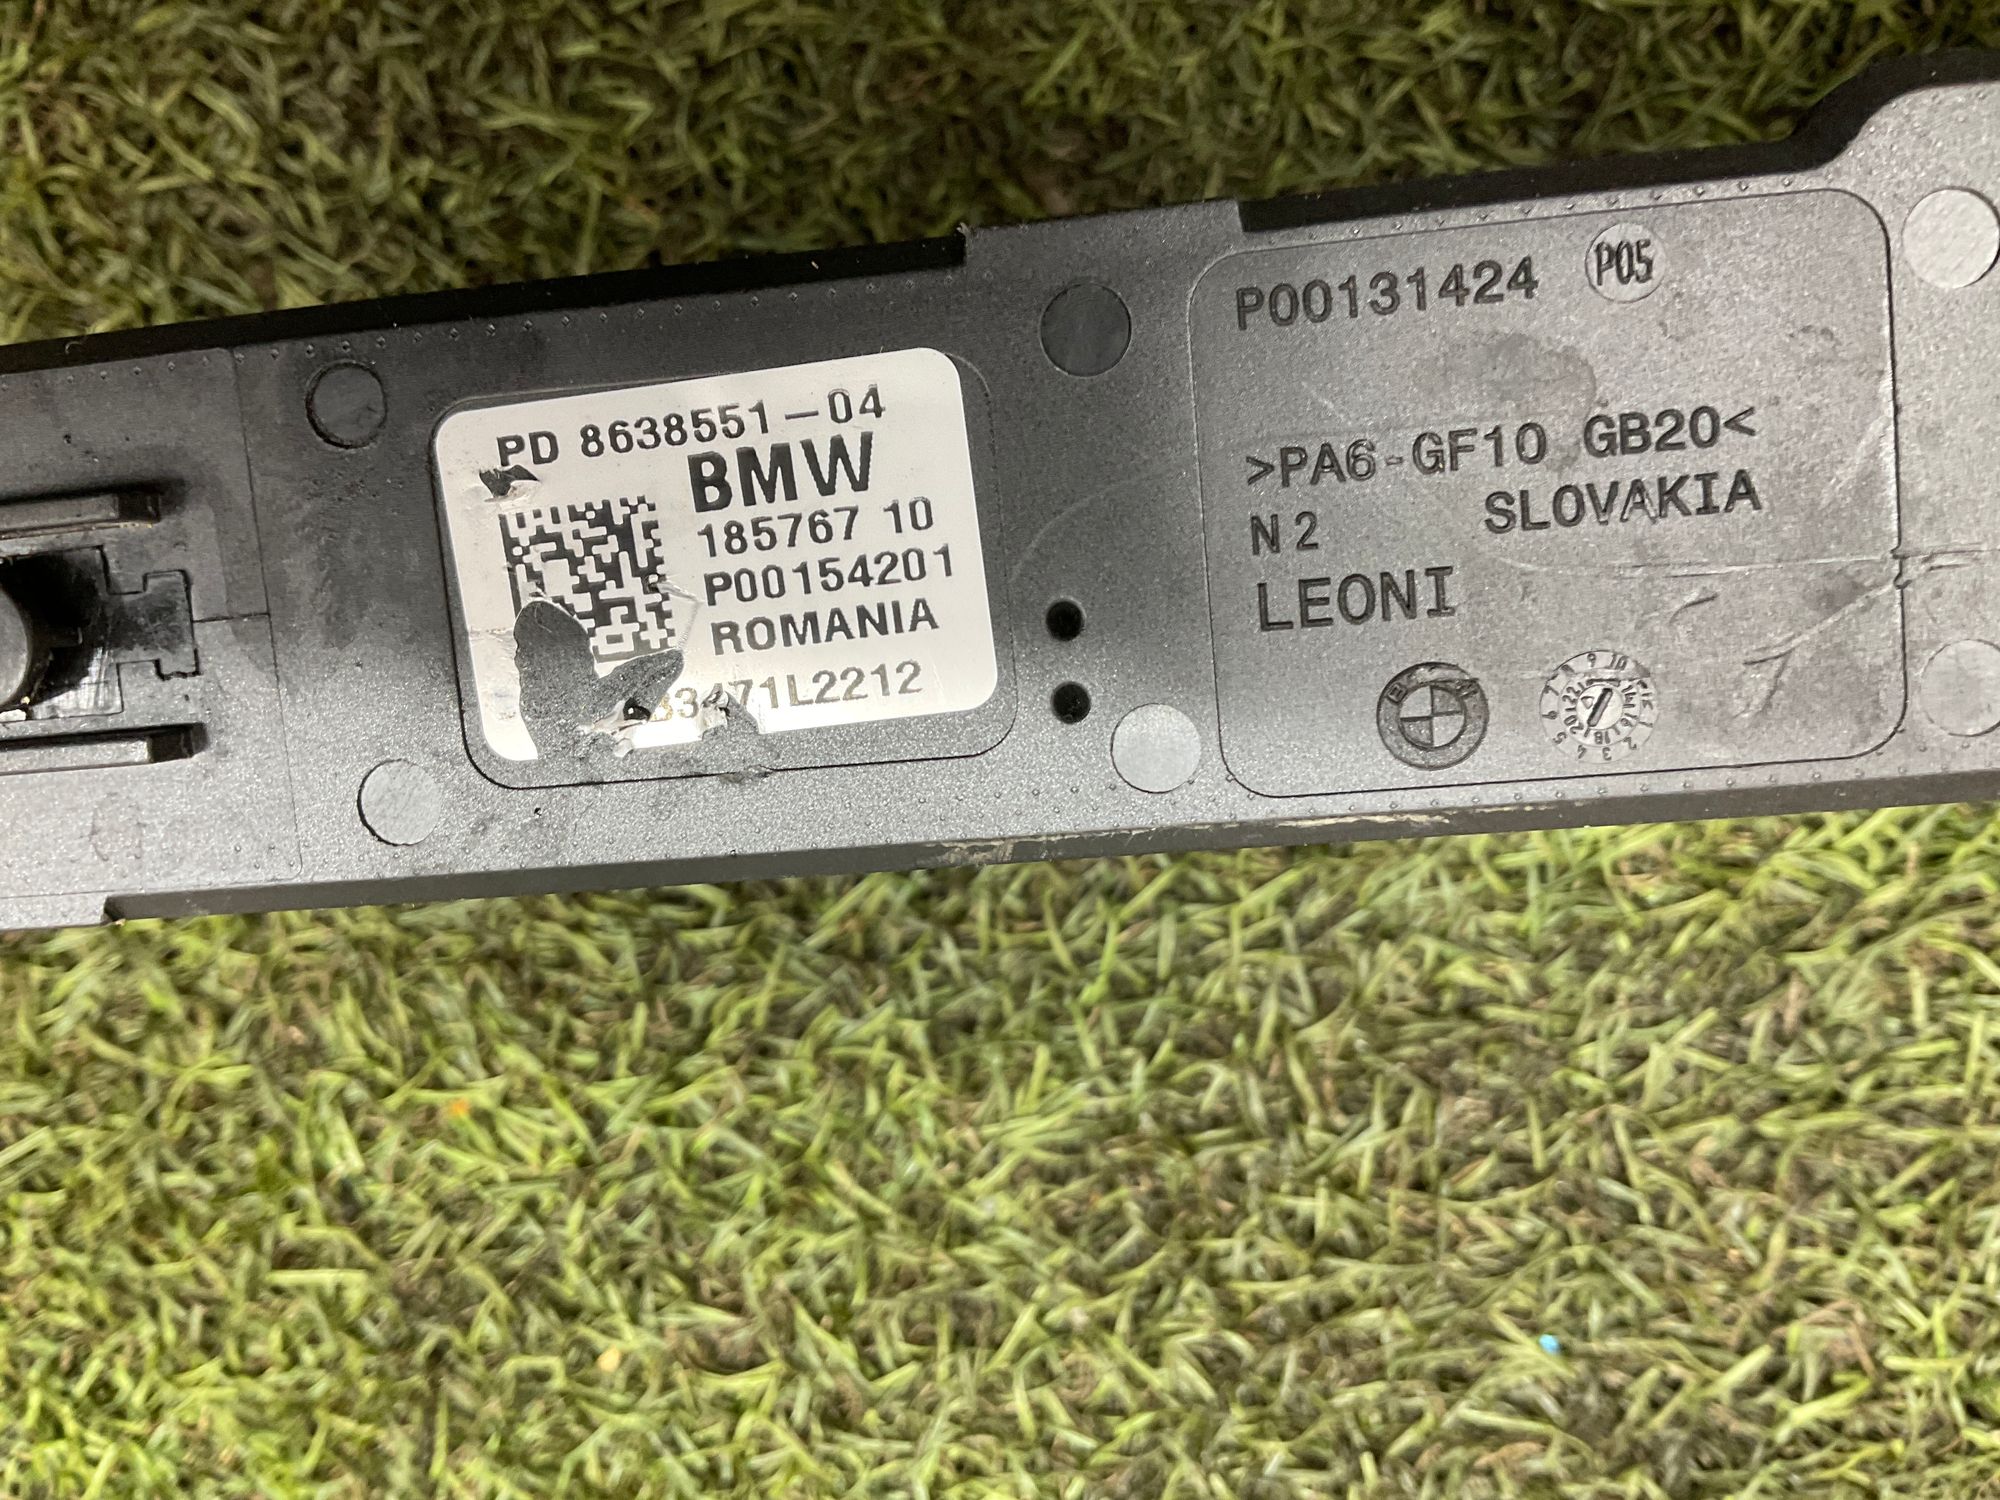 PD 8638551-04
BMW
185767 10
P00154201
ROMANIA
P00131424 P05
>PA6-GF10 GB20<
N2 SLOVAKIA
LEONI